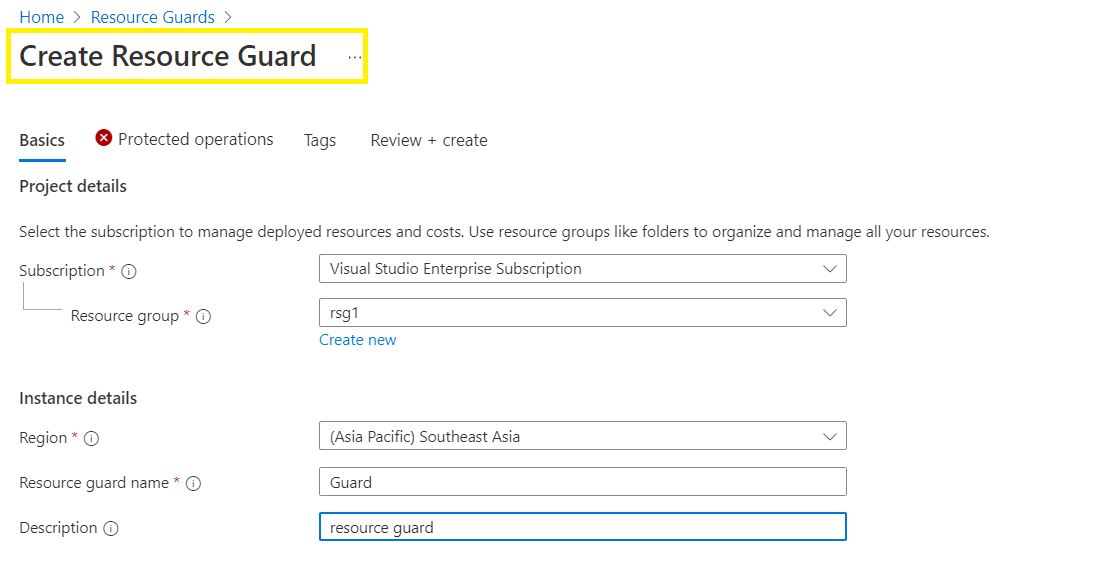 Home > Resource Guards >
Create Resource Guard ...
Basics Protected operations Tags Review + create
Project details
Select the subscription to manage deployed resources and costs. Use resource groups like folders to organize and manage all your resources.
Subscription * Visual Studio Enterprise Subscription
Resource group * rsg1
Create new
Instance details
Region * (Asia Pacific) Southeast Asia
Resource guard name * Guard
Description resource guard